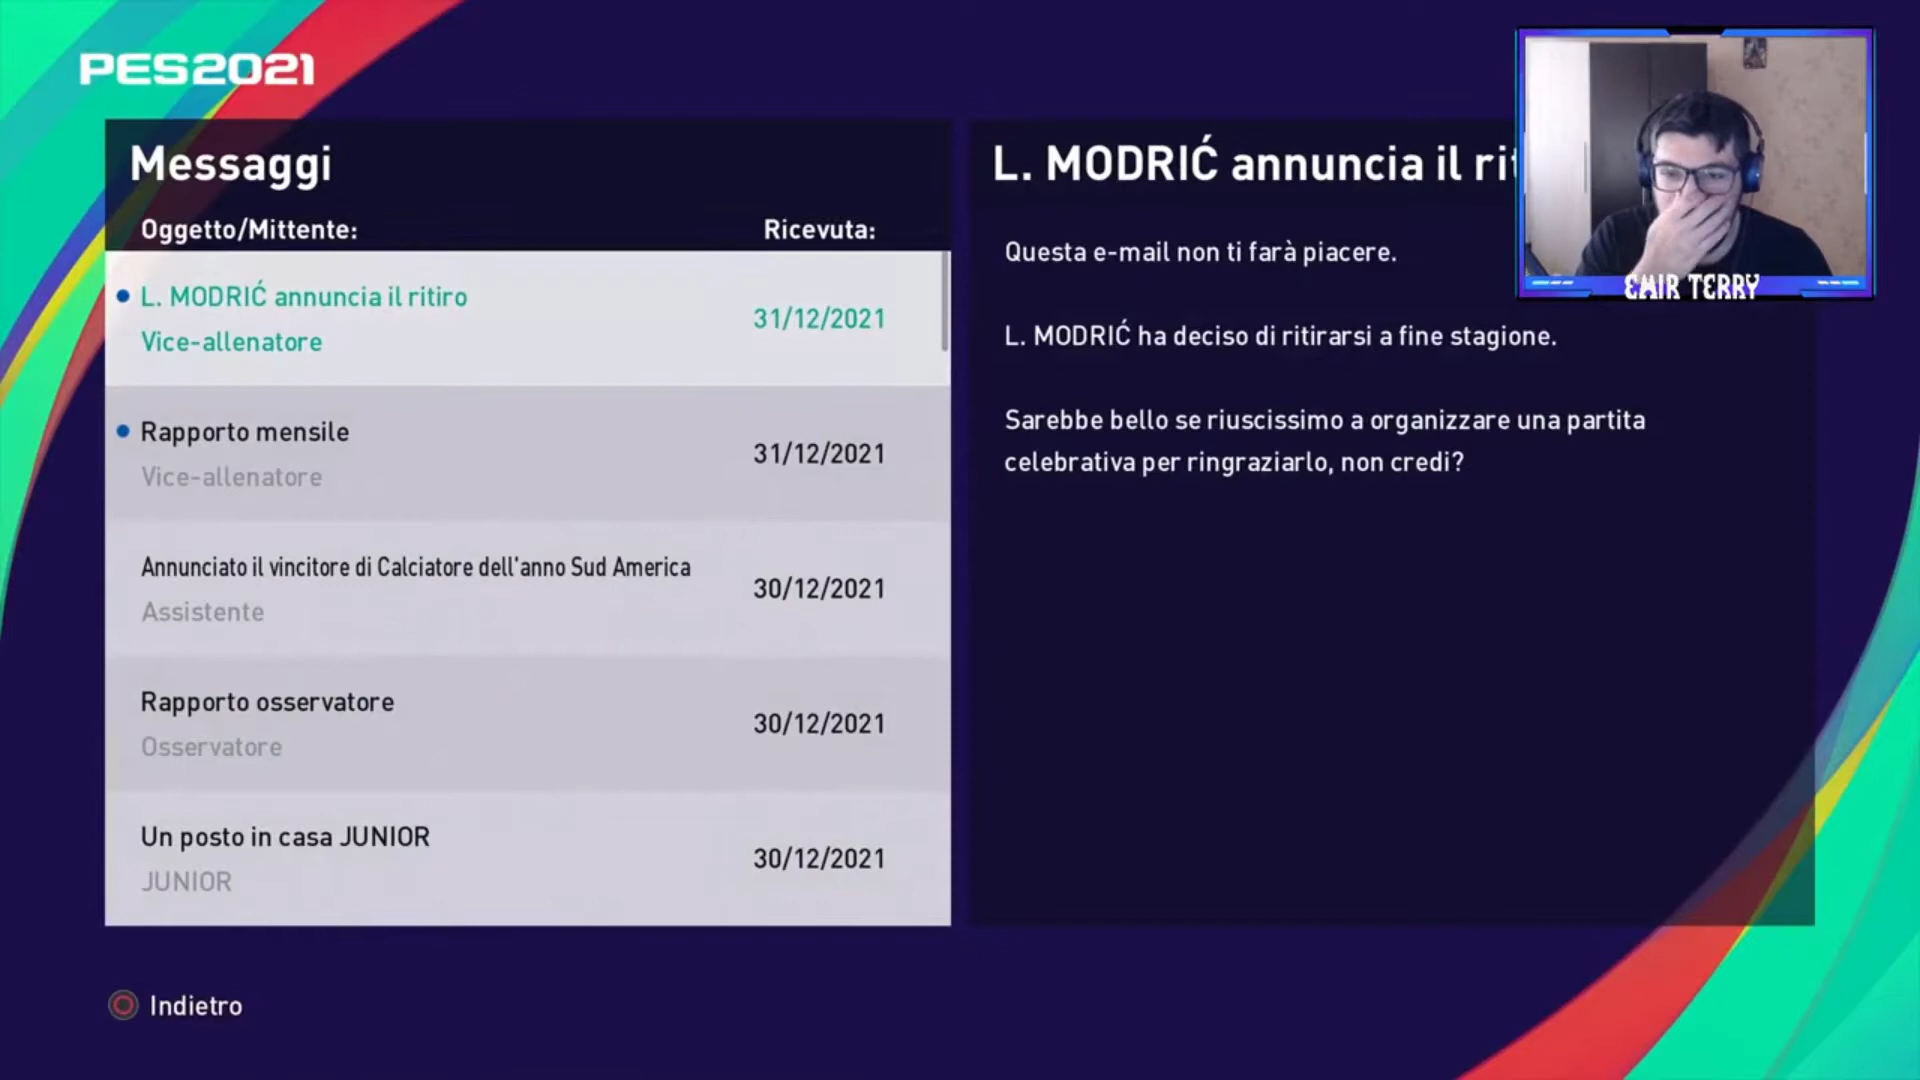 PES2021
Messaggi
Oggetto/Mittente:
Ricevuta:
L. MODRIĆ annuncia il ritiro
Vice-allenatore
31/12/2021
Rapporto mensile
Vice-allenatore
31/12/2021
Annunciato il vincitore di Calciatore dell'anno Sud America
Assistente
30/12/2021
Rapporto osservatore
Osservatore
30/12/2021
Un posto in casa JUNIOR
JUNIOR
30/12/2021
L. MODRIĆ annuncia il
Questa e-mail non ti farà piacere.
L. MODRIĆ ha deciso di ritirarsi a fine stagione.
Sarebbe bello se riuscissimo a organizzare una partita
celebrativa per ringraziarlo, non credi?
EMIR TERRY
Indietro